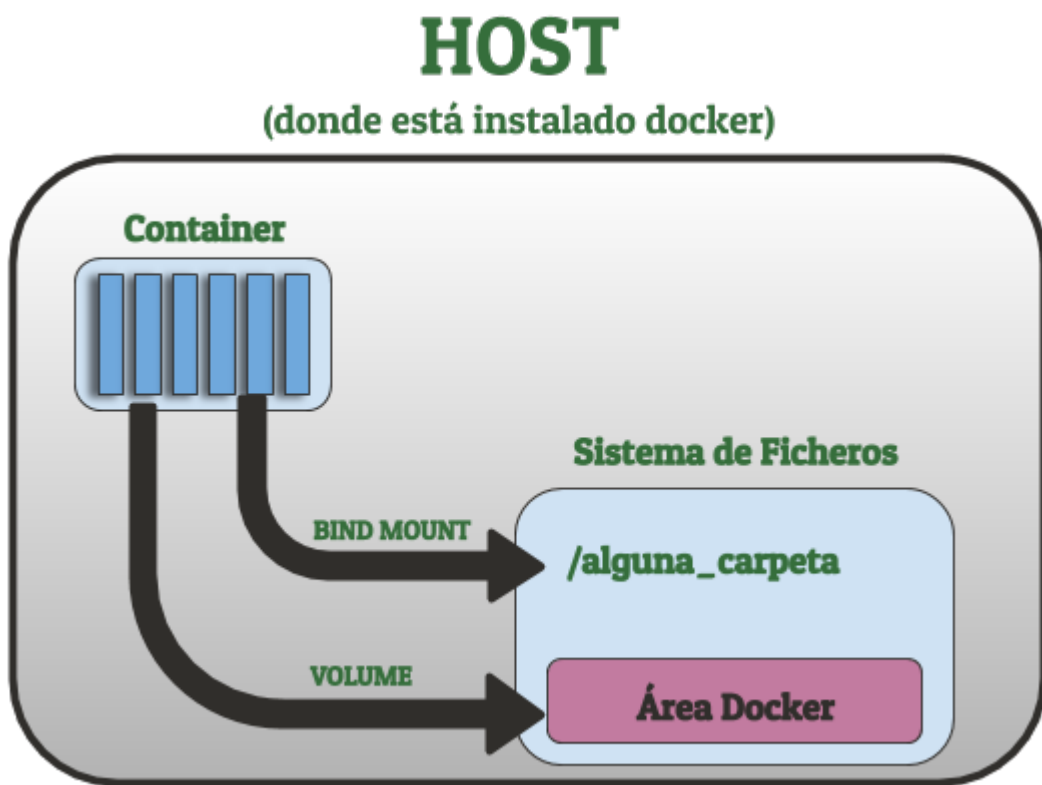 HOST
(donde está instalado docker)
Container
Sistema de Ficheros
BIND MOUNT
/alguna_carpeta
VOLUME
Área Docker